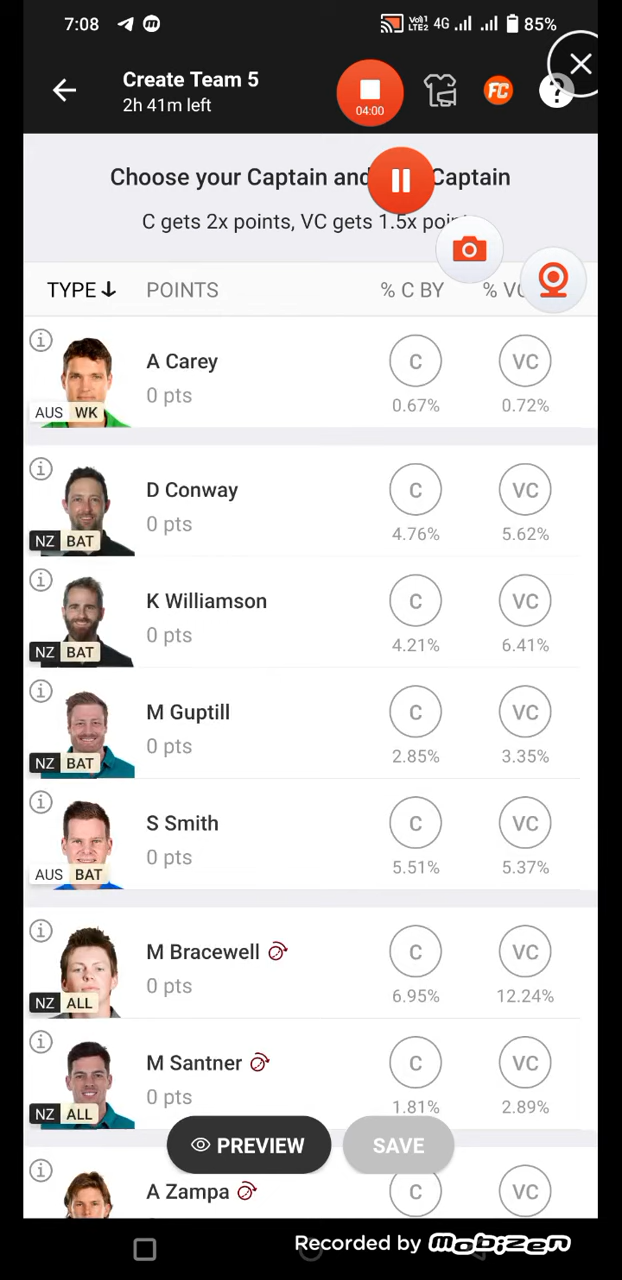 7:08 Vo)) 1 LTE2 4G 85%
Create Team 5
2h 41m left
04:00
FC
?
Choose your Captain and Captain
C gets 2x points, VC gets 1.5x
TYPE POINTS % C BY % VC
A Carey
C VC
0 pts
0.67% 0.72%
AUS WK
D Conway
C VC
0 pts
4.76% 5.62%
NZ BAT
K Williamson
C VC
0 pts
4.21% 6.41%
NZ BAT
M Guptill
C VC
0 pts
2.85% 3.35%
NZ BAT
S Smith
C VC
0 pts
5.51% 5.37%
AUS BAT
M Bracewell
C VC
0 pts
6.95% 12.24%
NZ ALL
M Santner
C VC
0 pts
1.81% 2.89%
NZ ALL
PREVIEW SAVE
A Zampa
C VC
Recorded by mobizen